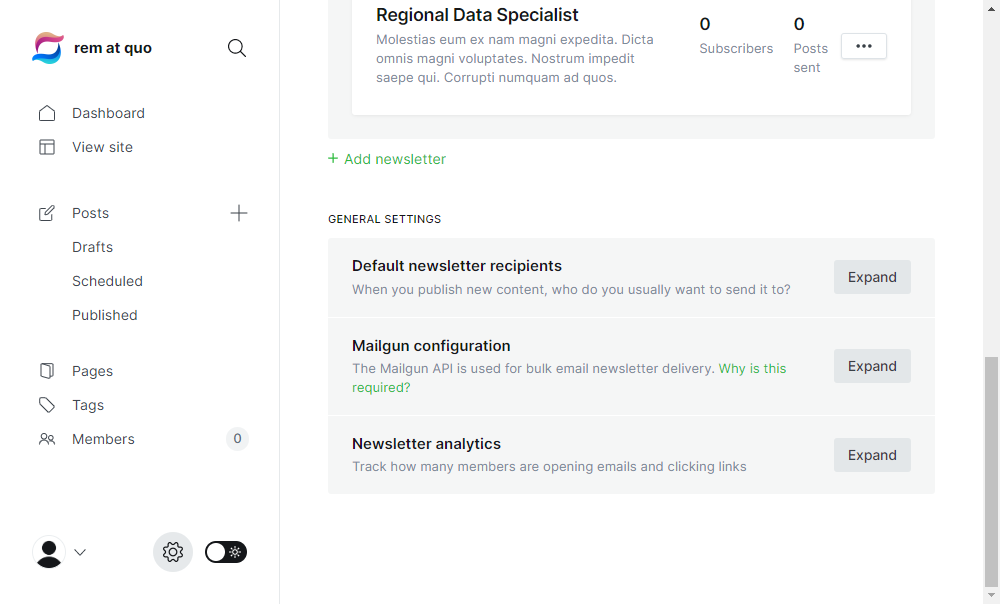 rem at quo
Dashboard
View site
Posts
Drafts
Scheduled
Published
Pages
Tags
Members 0
Regional Data Specialist
Molestias eum ex nam magni expedita. Dicta
omnis magni voluptates. Nostrum impedit
saepe qui. Corrupti numquam ad quos.
0
Subscribers
0
Posts
sent
+ Add newsletter
GENERAL SETTINGS
Default newsletter recipients
When you publish new content, who do you usually want to send it to?
Expand
Mailgun configuration
The Mailgun API is used for bulk email newsletter delivery. Why is this
required?
Expand
Newsletter analytics
Track how many members are opening emails and clicking links
Expand